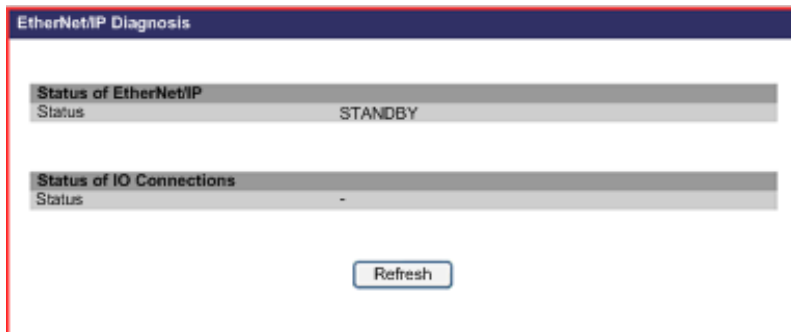 EtherNet/IP Diagnosis
Status of EtherNet/IP
Status STANDBY
Status of IO Connections
Status -
Refresh